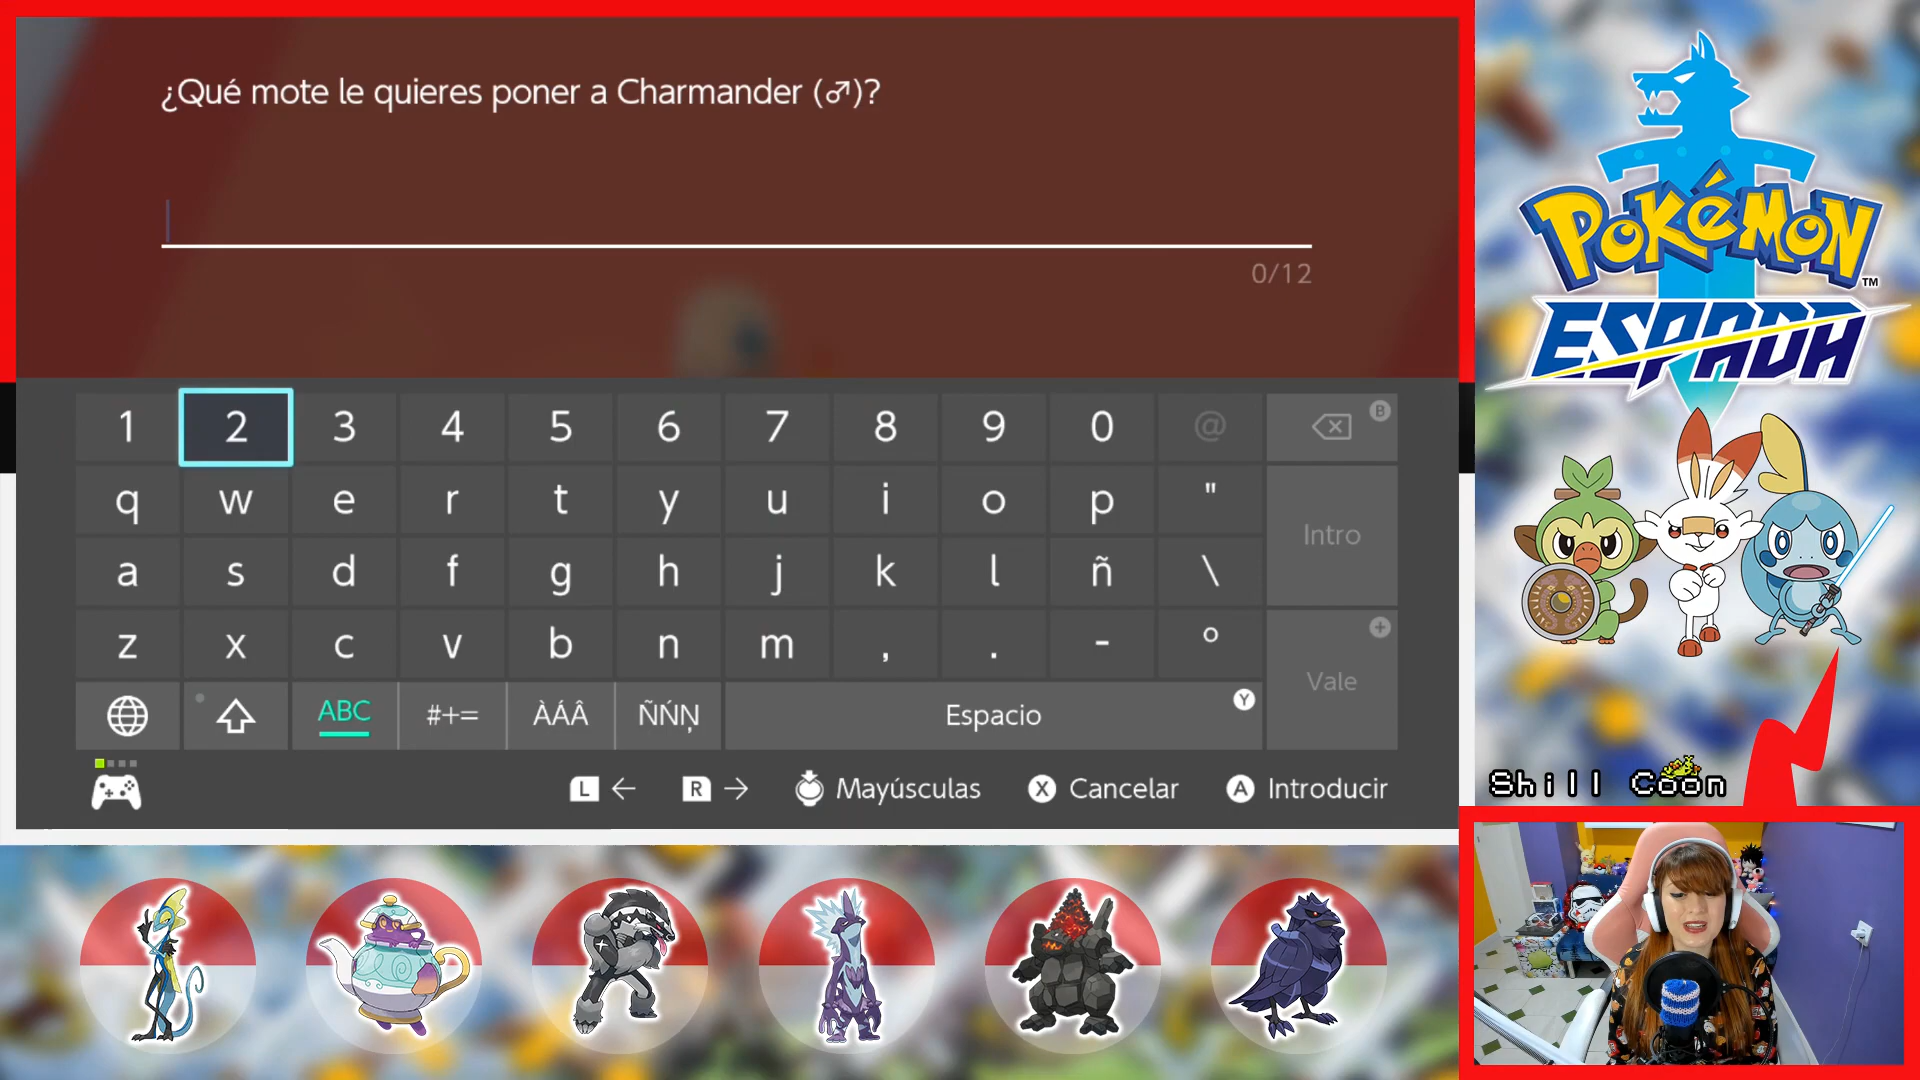 ¿Qué mote le quieres poner a Charmander (♂)?
0/12
1 2 3 4 5 6 7 8 9 0 @ B
q w e r t y u i o p "
Intro
a s d f g h j k l ñ \
z x c v b n m , . - º
+ Vale
ABC #+= ÀÁÂ ÑŃŅ Espacio Y
L ← R → Mayúsculas X Cancelar A Introducir
POKéMON™
ESPADA
Shill Coon